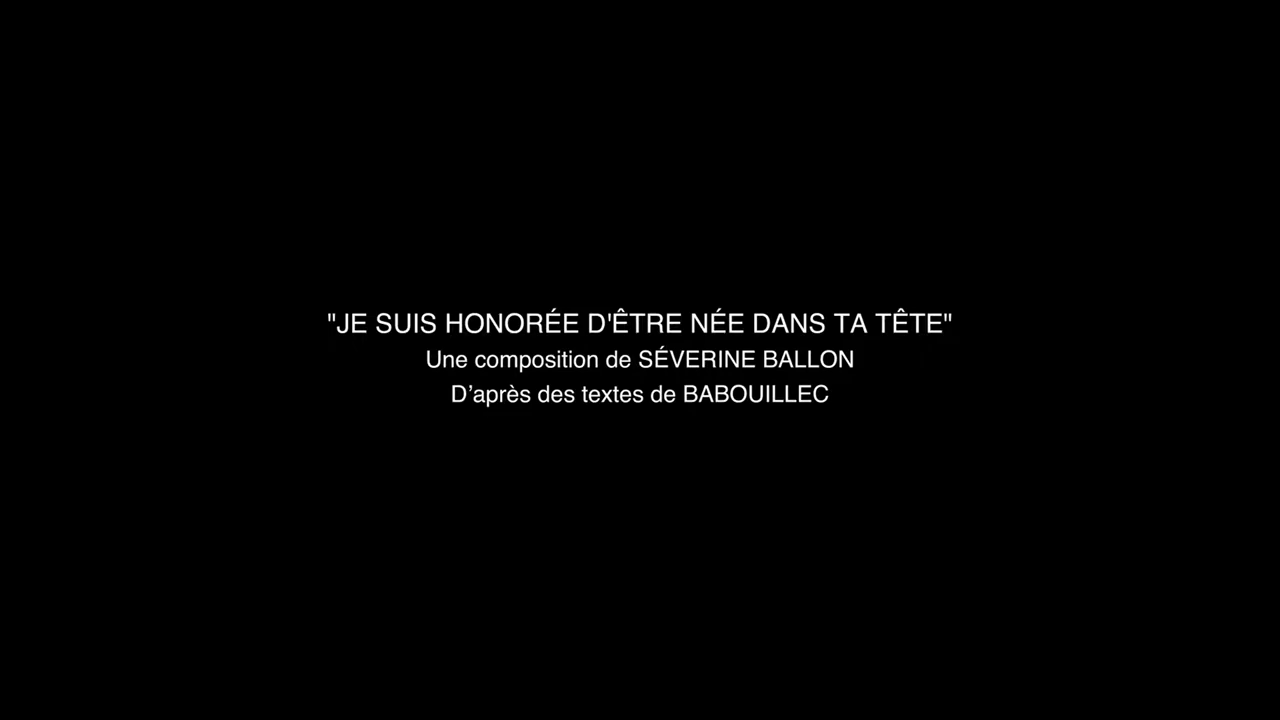 "JE SUIS HONORÉE D'ÊTRE NÉE DANS TA TÊTE"
Une composition de SÉVERINE BALLON
D’après des textes de BABOUILLEC